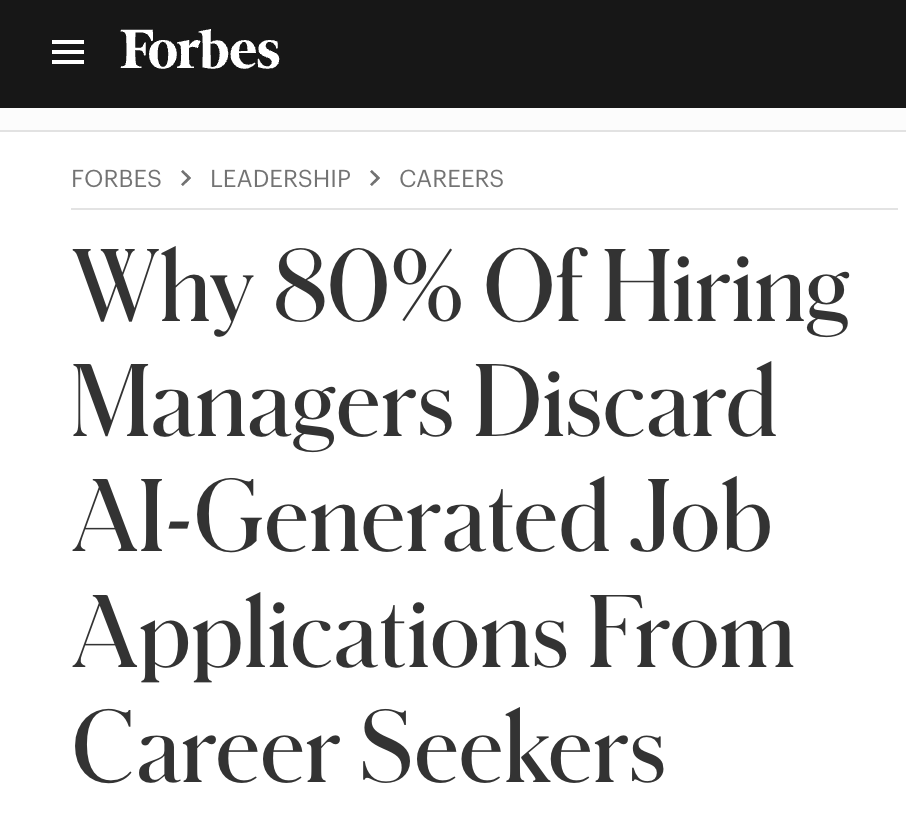 Forbes
FORBES > LEADERSHIP > CAREERS
Why 80% Of Hiring
Managers Discard
AI-Generated Job
Applications From
Career Seekers